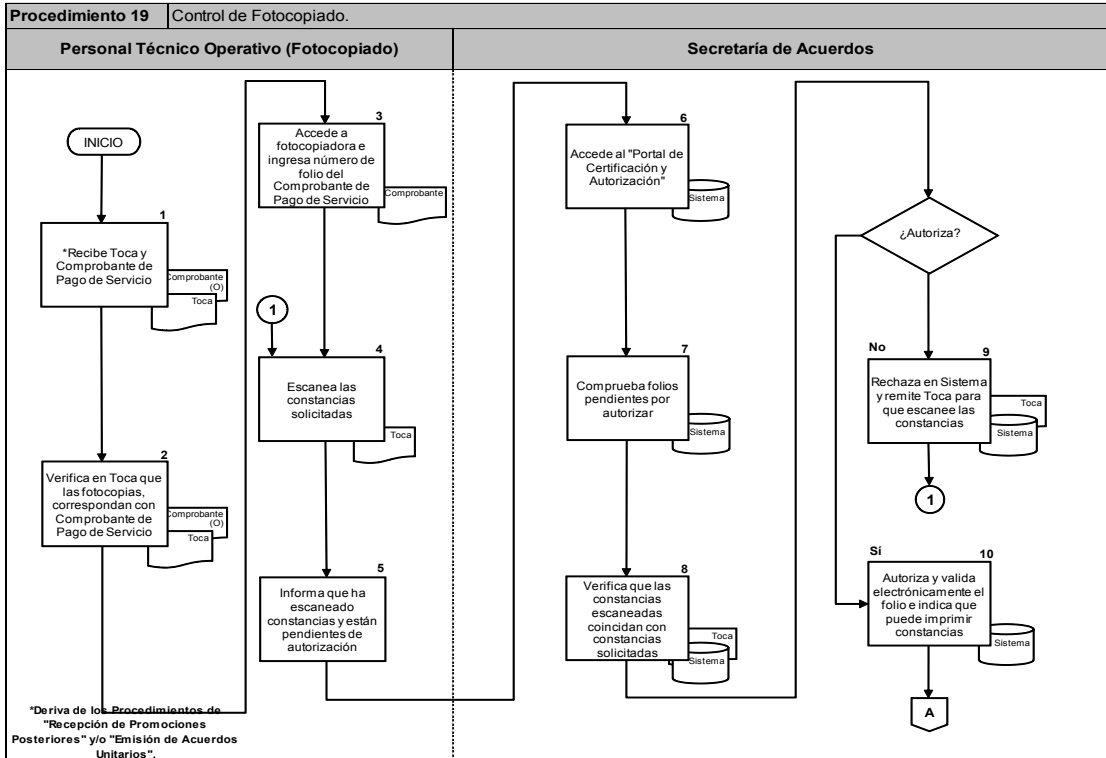 Procedimiento 19 Control de Fotocopiado.
Personal Técnico Operativo (Fotocopiado)
Secretaría de Acuerdos
INICIO
1
*Recibe Toca y
Comprobante de
Pago de Servicio
Comprobante
(O)
Toca
2
Verifica en Toca que
las fotocopias,
correspondan con
Comprobante de
Pago de Servicio
Comprobante
(O)
Toca
*Deriva de los Procedimientos de
"Recepción de Promociones
Posteriores" y/o "Emisión de Acuerdos
Unitarios".
3
Accede a
fotocopiadora e
ingresa número de
folio del
Comprobante de
Pago de Servicio
Comprobante
1
4
Escanea las
constancias
solicitadas
Toca
5
Informa que ha
escaneado
constancias y están
pendientes de
autorización
6
Accede al "Portal de
Certificación y
Autorización"
Sistema
7
Comprueba folios
pendientes por
autorizar
Sistema
8
Verifica que las
constancias
escaneadas
coincidan con
constancias
solicitadas
Toca
Sistema
¿Autoriza?
No
9
Rechaza en Sistema
y remite Toca para
que escanee las
constancias
Toca
Sistema
1
Sí
10
Autoriza y valida
electrónicamente el
folio e indica que
puede imprimir
constancias
Sistema
A